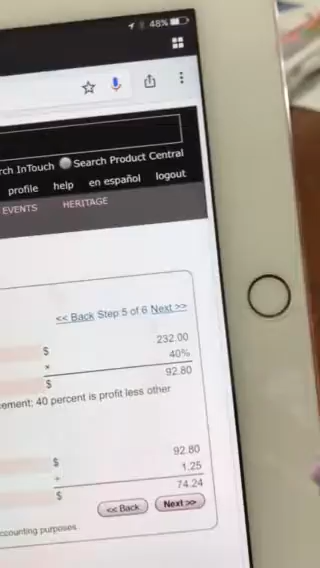 48%
rch InTouch Search Product Central
profile help en español logout
EVENTS HERITAGE
<< Back Step 5 of 6 Next >>
$ 232.00
× 40%
$ 92.80
cement: 40 percent is profit less other
$ 92.80
÷ 1.25
$ 74.24
<< Back Next >>
ccounting purposes